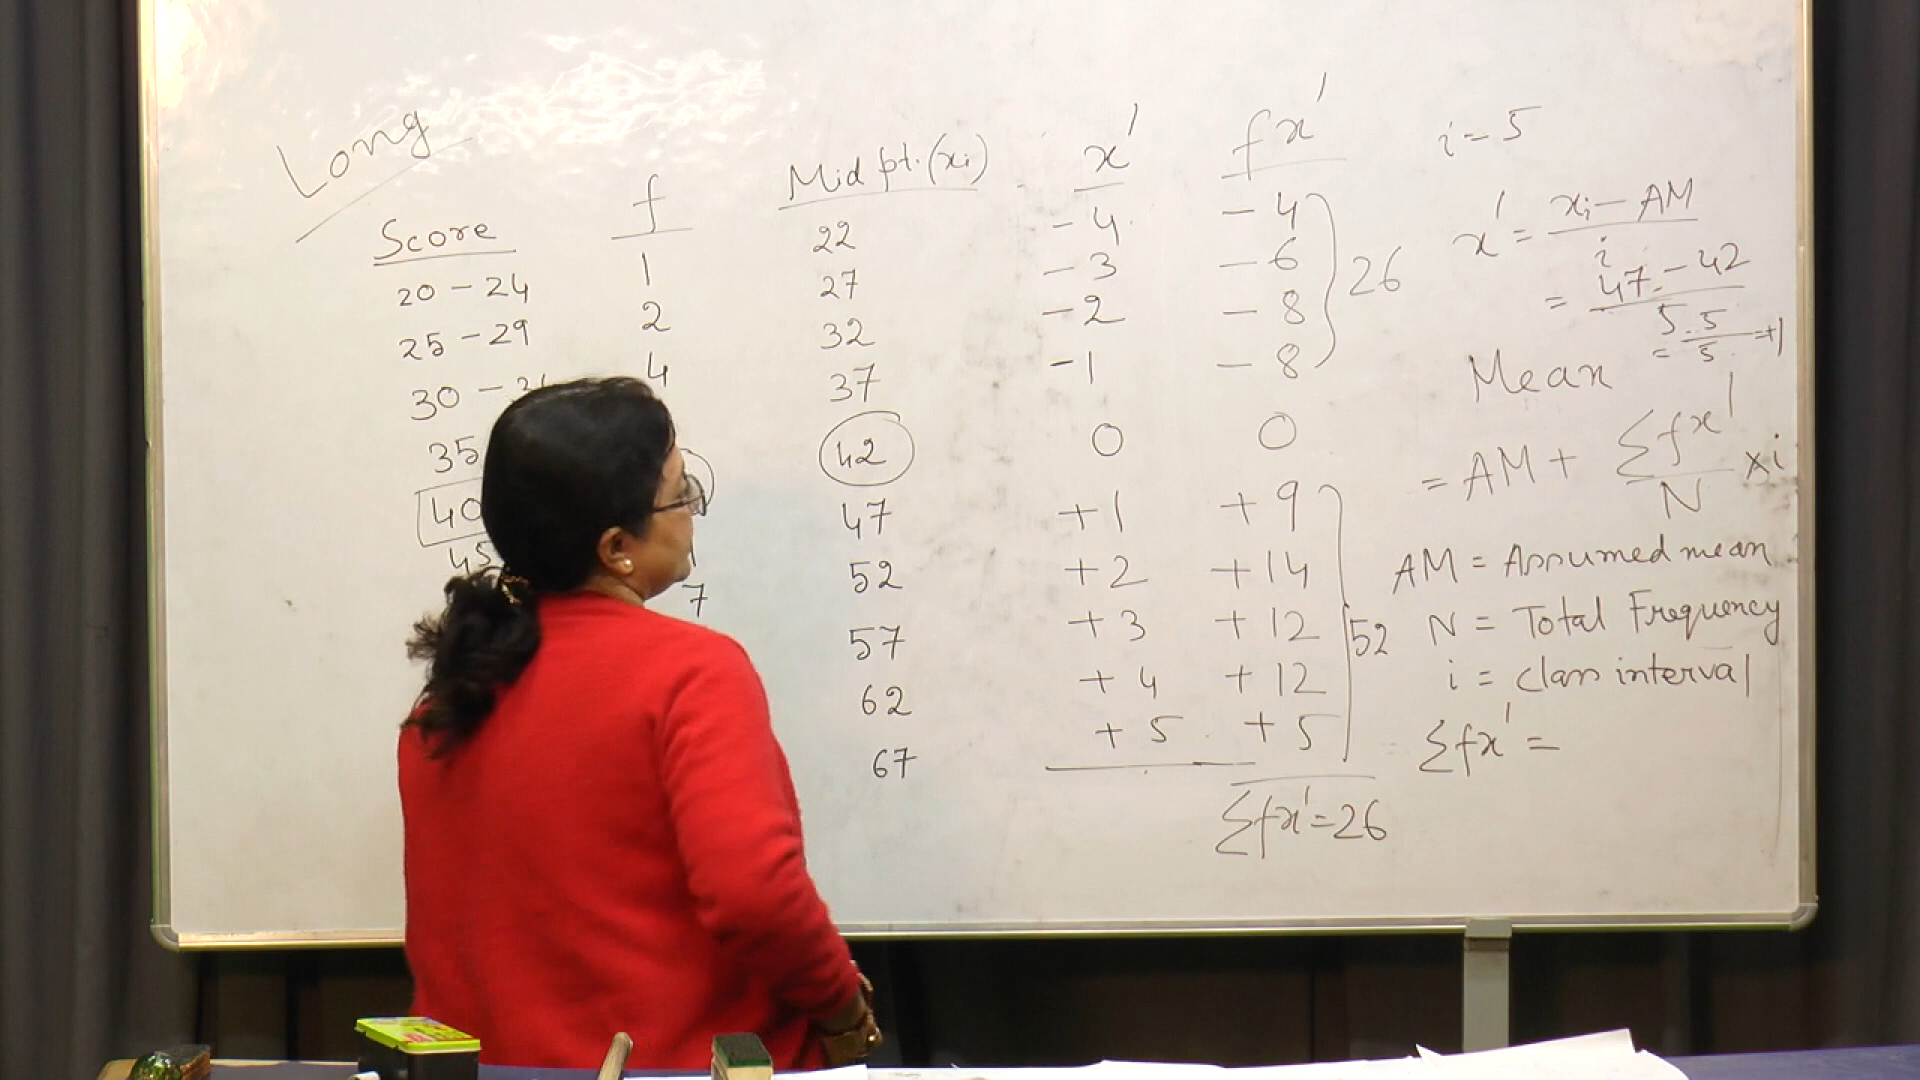 Long
Score f Mid pt. (xi) x' fx' i = 5
20 - 24 1 22 - 4 - 4
25 - 29 2 27 - 3 - 6
30 - 4 32 - 2 - 8
35 37 - 1 - 8
26
40 42 0 0
45 47 + 1 + 9
7 52 + 2 + 14
57 + 3 + 12
62 + 4 + 12
67 + 5 + 5
52
Σfx' = 26
x' = xi - AM / i
= 47 - 42 / 5
= 5 / 5 = +1
Mean
= AM + Σfx' / N × i
AM = Assumed mean
N = Total Frequency
i = class interval
Σfx' =